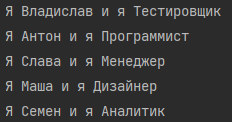 Я Владислав и я Тестировщик
Я Антон и я Программист
Я Слава и я Менеджер
Я Маша и я Дизайнер
Я Семен и я Аналитик